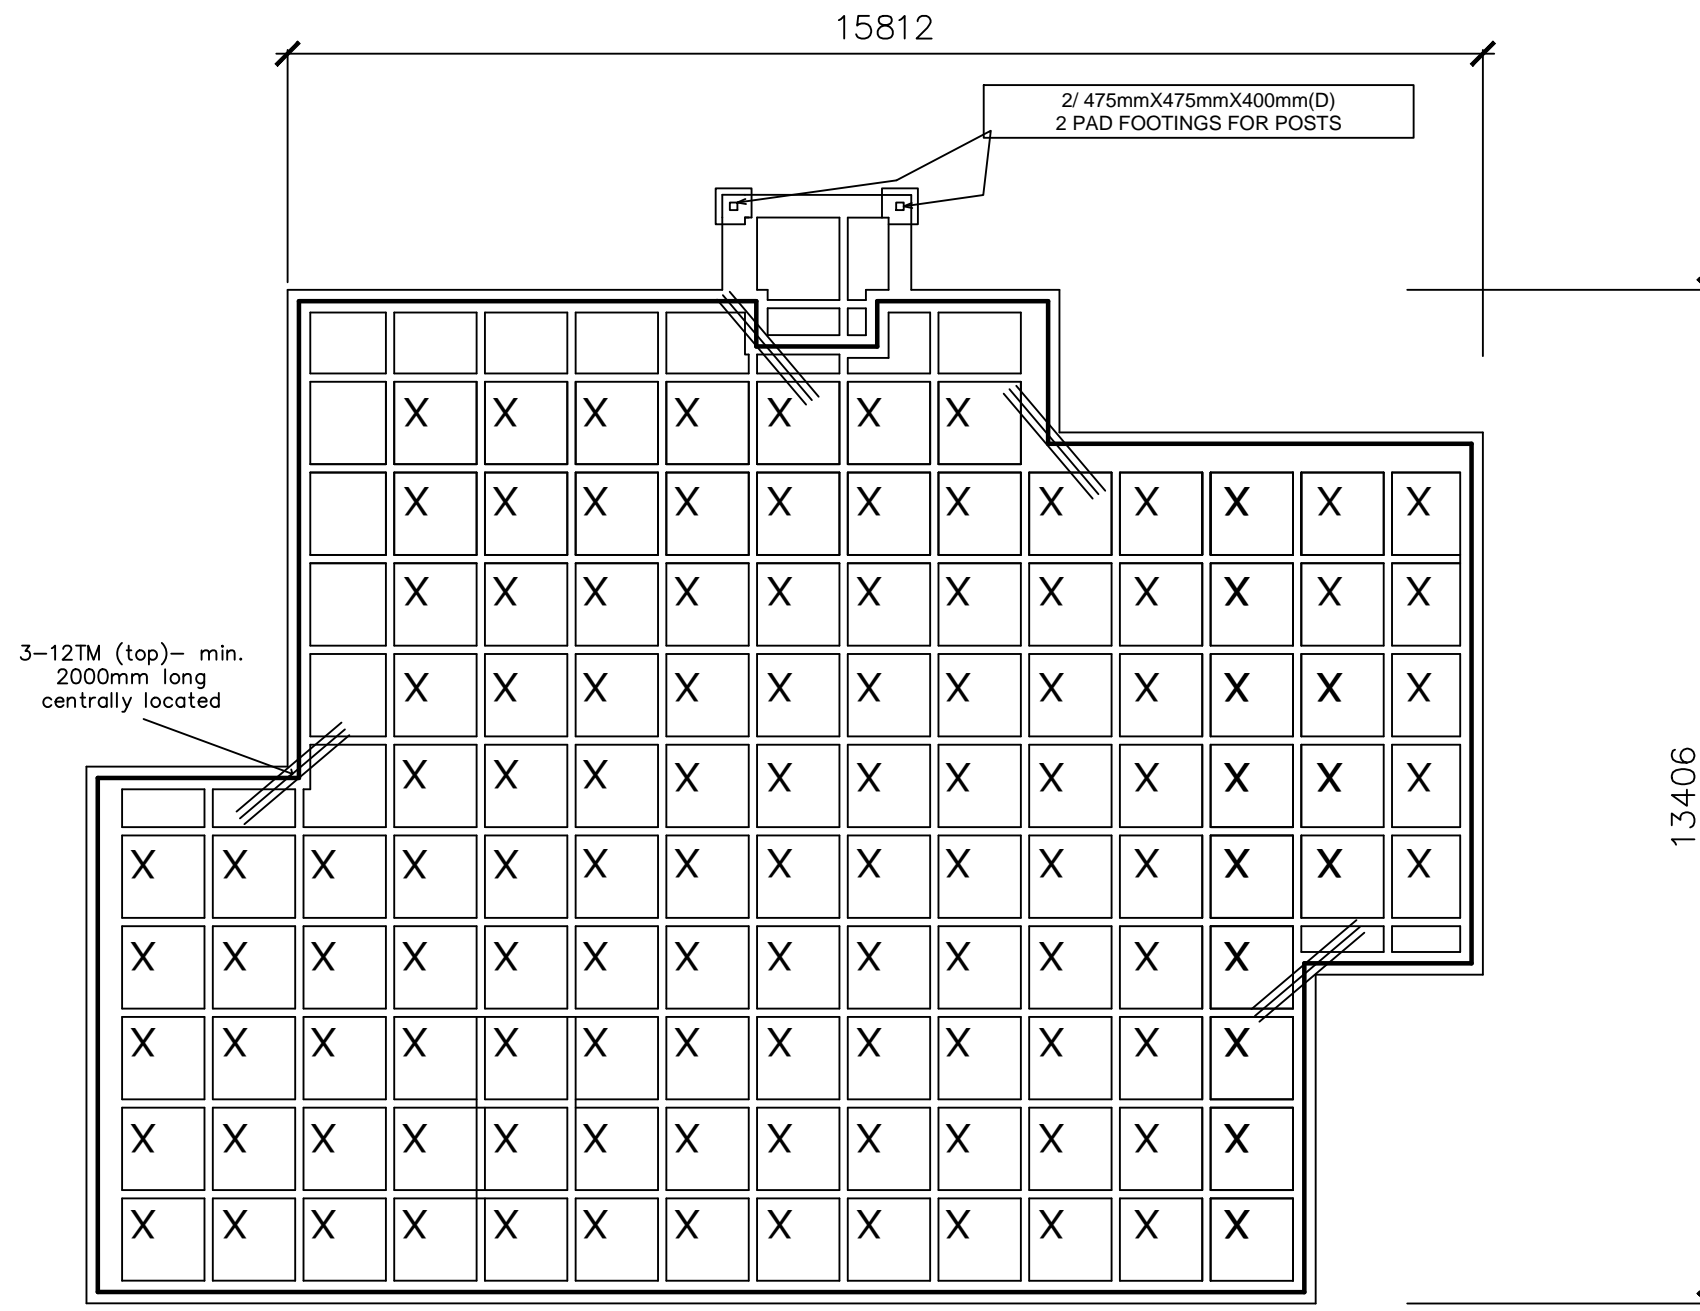 15812
2/ 475mmX475mmX400mm(D)
2 PAD FOOTINGS FOR POSTS
X X X X X X X
X X X X X X X X X X X X
X X X X X X X X X X X X
3-12TM (top)- min.
2000mm long
centrally located
X X X X X X X X X X X X
X X X X X X X X X X X X
13406
X X X X X X X X X X X X X X X
X X X X X X X X X X X X X
X X X X X X X X X X X X X
X X X X X X X X X X X X X
X X X X X X X X X X X X X